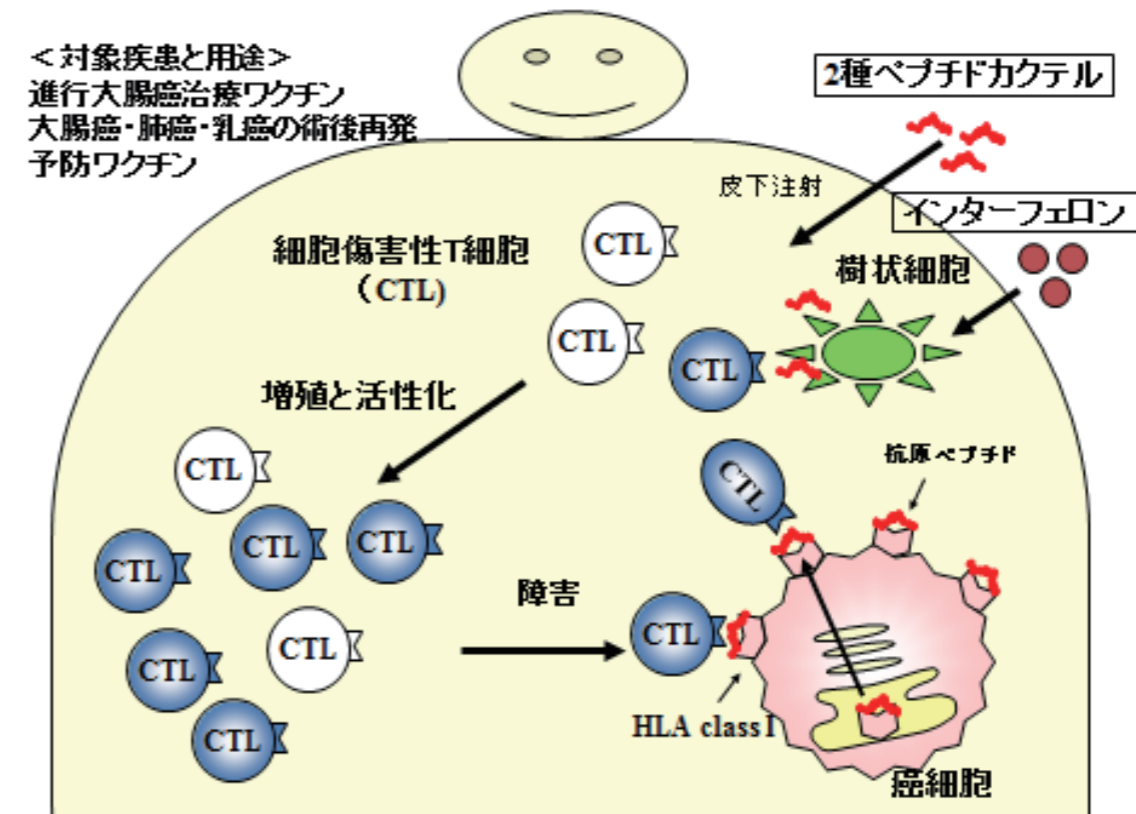 ＜対象疾患と用途＞
進行大腸癌治療ワクチン
大腸癌・肺癌・乳癌の術後再発
予防ワクチン
2種ペプチドカクテル
皮下注射
インターフェロン
樹状細胞
細胞傷害性T細胞
（CTL)
CTL
CTL
CTL
増殖と活性化
CTL
CTL
CTL
CTL
CTL
CTL
CTL
CTL
抗原ペプチド
障害
CTL
HLA class I
癌細胞
CTL